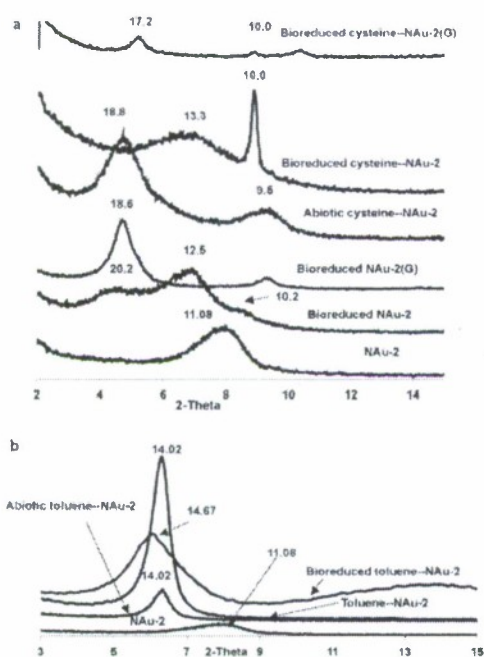 a
17.2
10.0
Bioreduced cysteine--NAu-2(G)
10.0
18.8
13.3
Bioreduced cysteine--NAu-2
9.5
Abiotic cysteine--NAu-2
18.6
Bioreduced NAu-2(G)
12.5
20.2
10.2
Bioreduced NAu-2
11.08
NAu-2
2 4 6 8 10 12 14
2-Theta
b
14.02
Abiotic toluene--NAu-2
14.67
11.08
14.02
Bioreduced toluene--NAu-2
Toluene--NAu-2
NAu-2
3 5 7 2-Theta 9 11 13 15